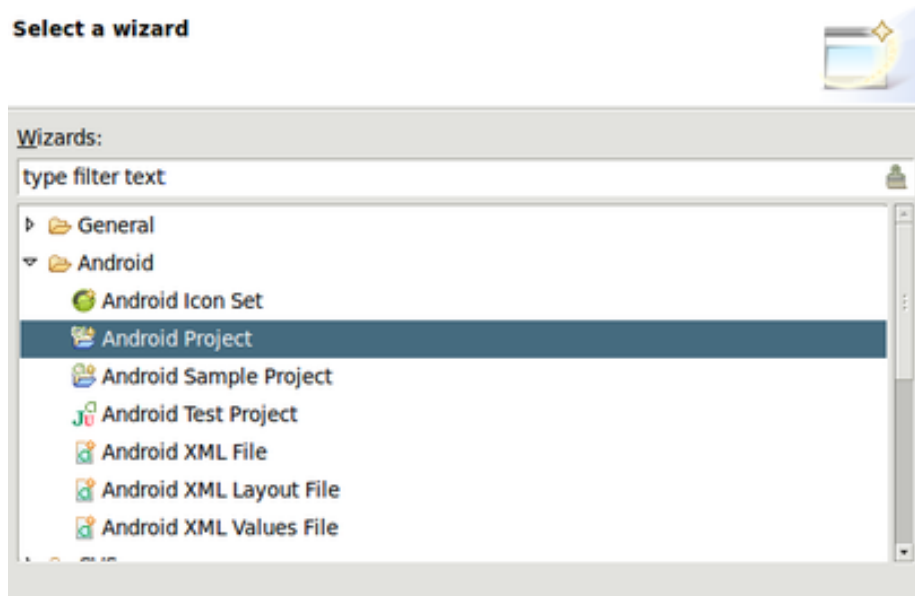 Select a wizard
Wizards:
type filter text
General
Android
Android Icon Set
Android Project
Android Sample Project
Android Test Project
Android XML File
Android XML Layout File
Android XML Values File